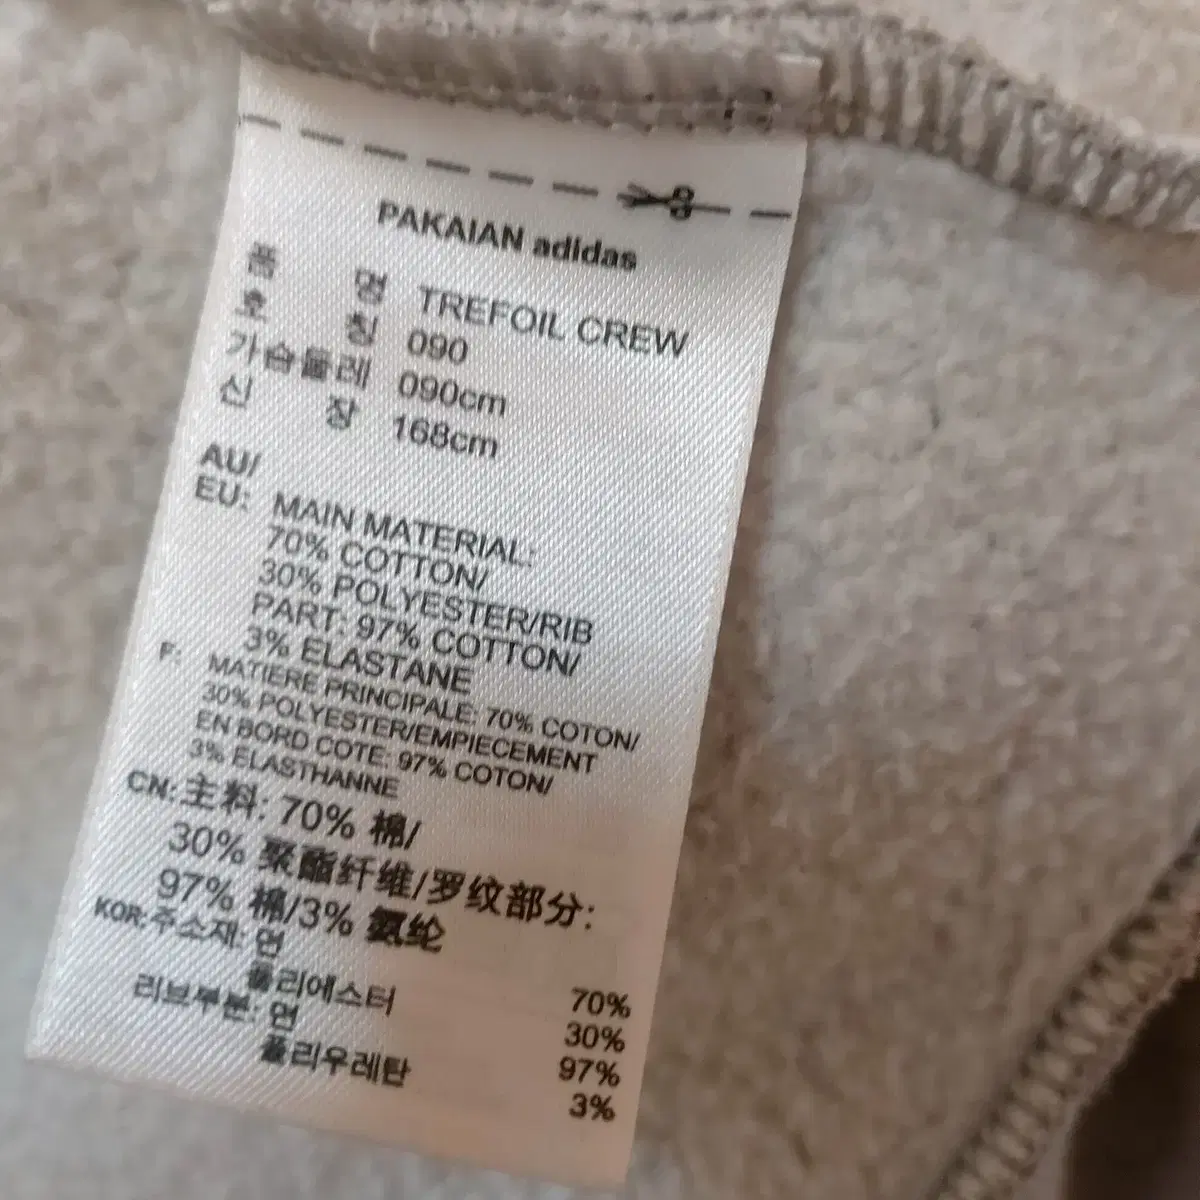 PAKAIAN adidas
품 명 TREFOIL CREW
호 칭 090
가슴둘레 090cm
신 장 168cm
AU/
EU: MAIN MATERIAL:
70% COTTON/
30% POLYESTER/RIB
PART: 97% COTTON/
3% ELASTANE
F: MATIERE PRINCIPALE: 70% COTON/
30% POLYESTER/EMPIECEMENT
EN BORD COTE: 97% COTON/
3% ELASTHANNE
CN: 主料: 70% 棉/
30% 聚酯纤维/罗纹部分:
97% 棉/3% 氨纶
KOR: 주소재: 면 70%
폴리에스터 30%
리브부분: 면 97%
폴리우레탄 3%